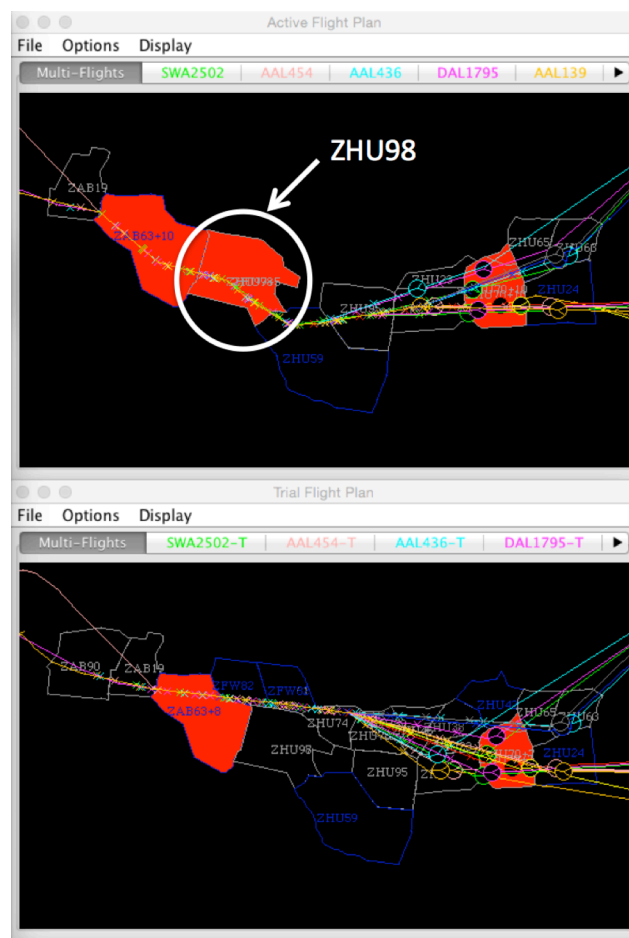 Active Flight Plan
File Options Display
Multi-Flights SWA2502 AAL454 AAL436 DAL1795 AAL139
ZHU98
ZAB19
ZHU65
ZAB63+10
ZHU24
ZHU59
Trial Flight Plan
File Options Display
Multi-Flights SWA2502-T AAL454-T AAL436-T DAL1795-T
ZAB90 ZAB19
ZFW82 ZFW81
ZAB63+8
ZHU65 ZHU63
ZHU74
ZHU98
ZHU24
ZHU95
ZHU59